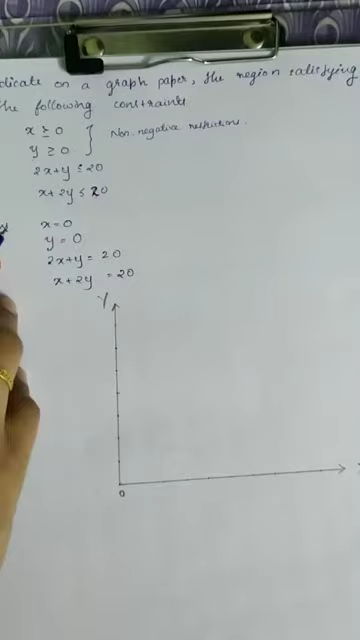 dicate on a graph paper, the region satisfying
the following constraints
x ≥ 0
y ≥ 0
Non-negative restrictions.
2x+y ≤ 20
x+2y ≤ 20
x=0
y=0
2x+y = 20
x+2y = 20
Y
0